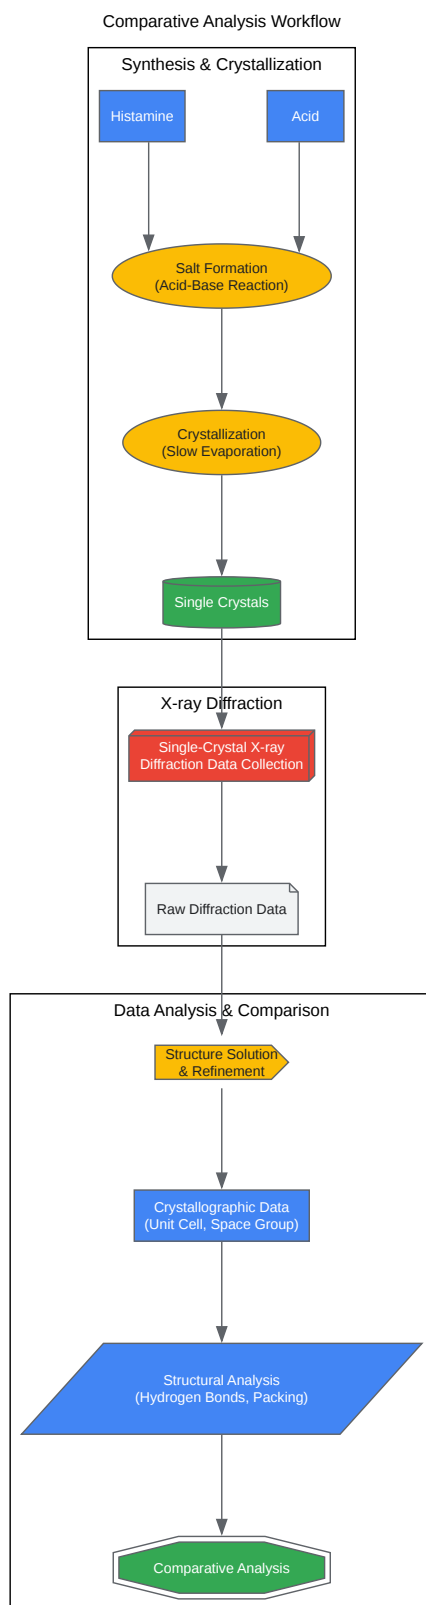 Comparative Analysis Workflow
Synthesis & Crystallization
Histamine
Acid
Salt Formation
(Acid-Base Reaction)
Crystallization
(Slow Evaporation)
Single Crystals
X-ray Diffraction
Single-Crystal X-ray
Diffraction Data Collection
Raw Diffraction Data
Data Analysis & Comparison
Structure Solution
& Refinement
Crystallographic Data
(Unit Cell, Space Group)
Structural Analysis
(Hydrogen Bonds, Packing)
Comparative Analysis